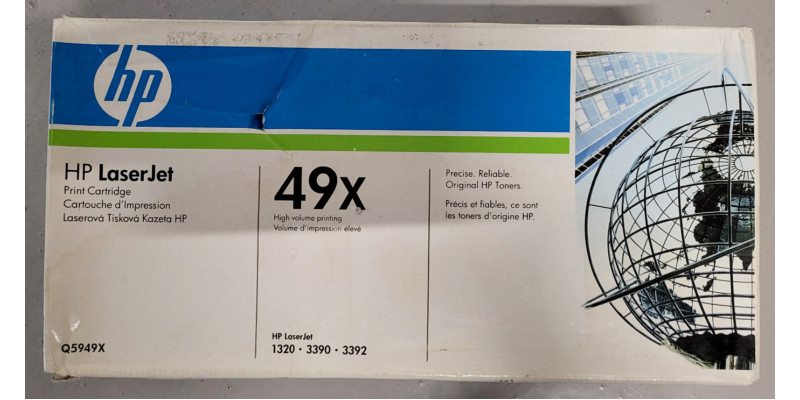 hp
HP LaserJet
Print Cartridge
Cartouche d'Impression
Laserová Tisková Kazeta HP
Q5949X
49X
High volume printing
Volume d'impression élevé
HP LaserJet
1320 • 3390 • 3392
Precise. Reliable.
Original HP Toners.
Précis et fiables, ce sont
les toners d'origine HP.